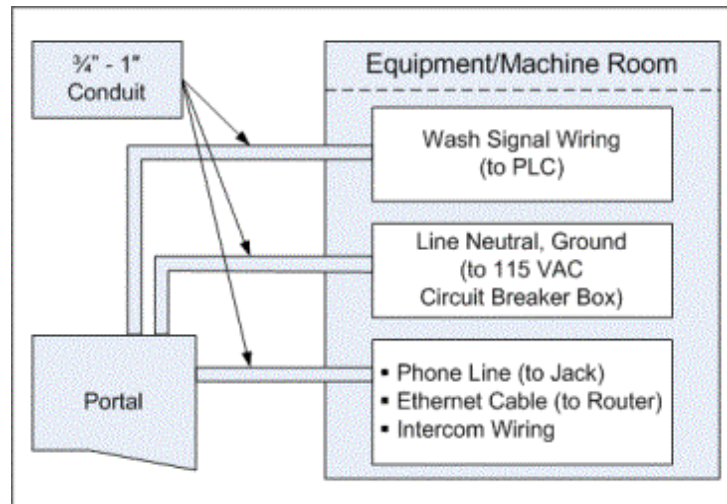 ¾" - 1"
Conduit
Equipment/Machine Room
Wash Signal Wiring
(to PLC)
Line Neutral, Ground
(to 115 VAC
Circuit Breaker Box)
Portal
▪ Phone Line (to Jack)
▪ Ethernet Cable (to Router)
▪ Intercom Wiring